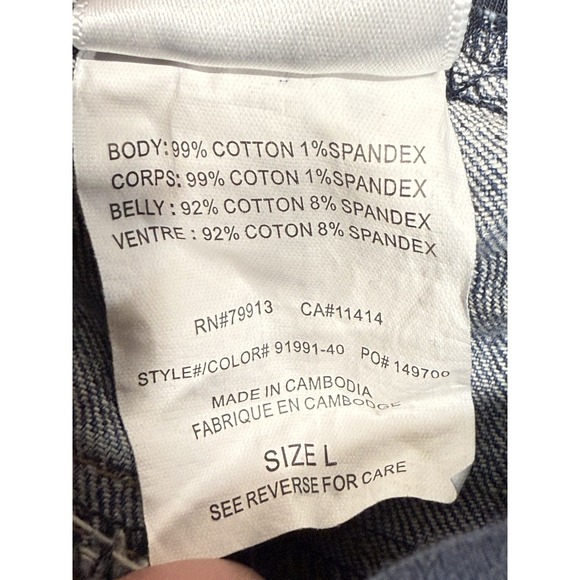 BODY: 99% COTTON 1%SPANDEX
CORPS: 99% COTON 1%SPANDEX
BELLY : 92% COTTON 8% SPANDEX
VENTRE : 92% COTON 8% SPANDEX
RN#79913 CA#11414
STYLE#/COLOR# 91991-40 PO# 149700
MADE IN CAMBODIA
FABRIQUE EN CAMBODGE
SIZE L
SEE REVERSE FOR CARE